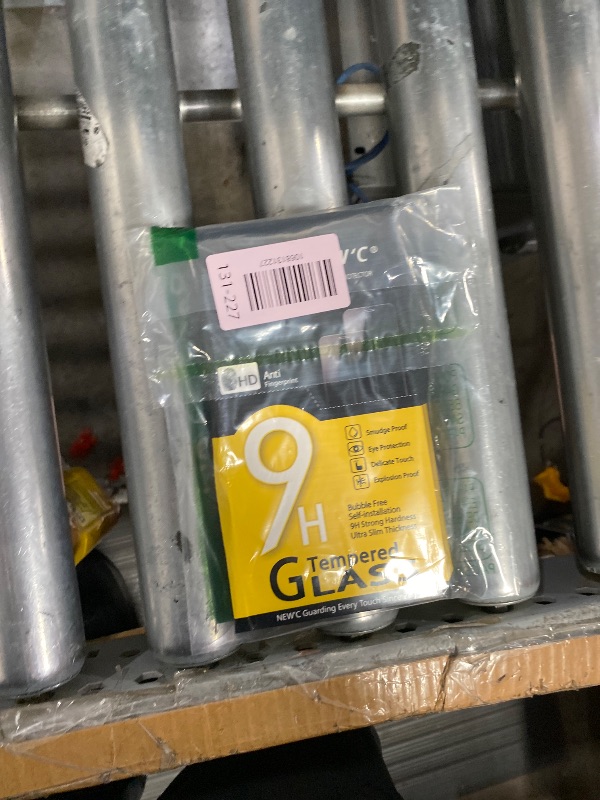 W'C®
1068131227
131-227
HD
Anti
Fingerprint
9H
Smudge Proof
Eye Protection
Delicate Touch
Explosion Proof
Bubble Free
Self-installation
9H Strong Hardness
Ultra Slim Thickness
Tempered
GLASS
NEW'C Guarding Every Touch